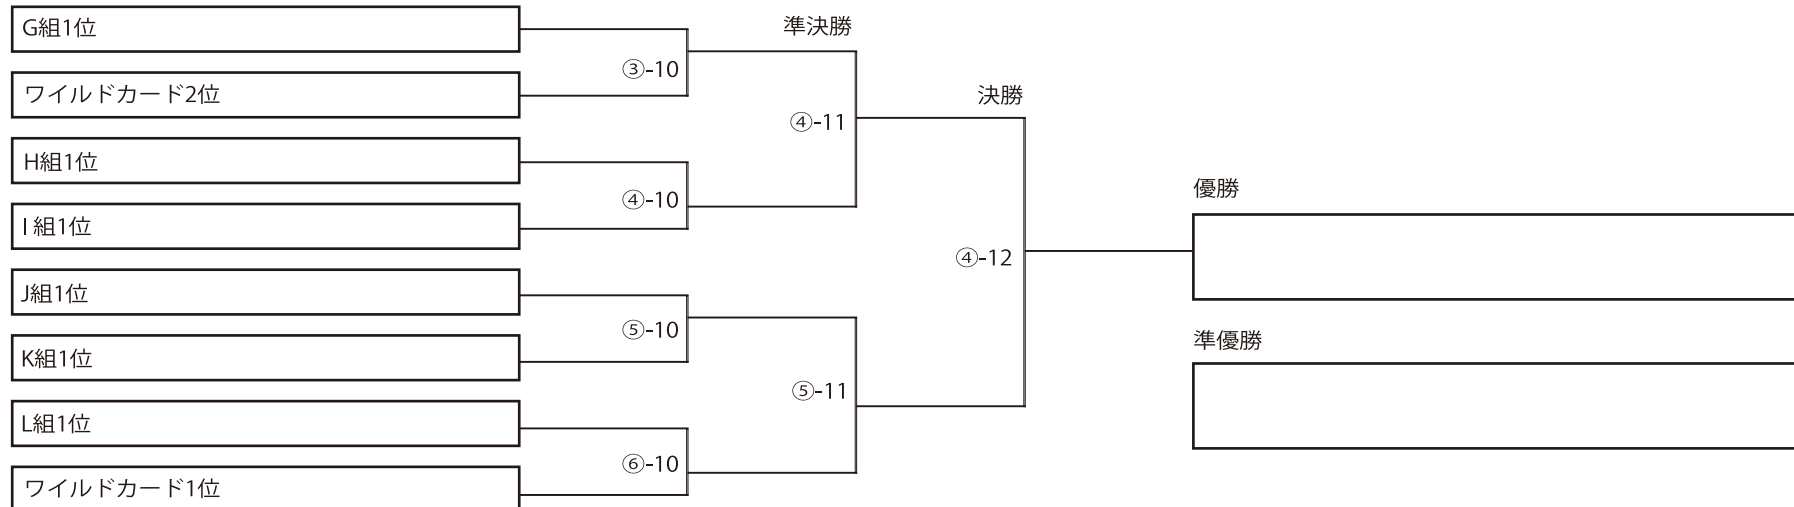 G組1位
ワイルドカード2位
H組1位
I 組1位
J組1位
K組1位
L組1位
ワイルドカード1位
③-10
④-10
⑤-10
⑥-10
準決勝
④-11
⑤-11
決勝
④-12
優勝
準優勝